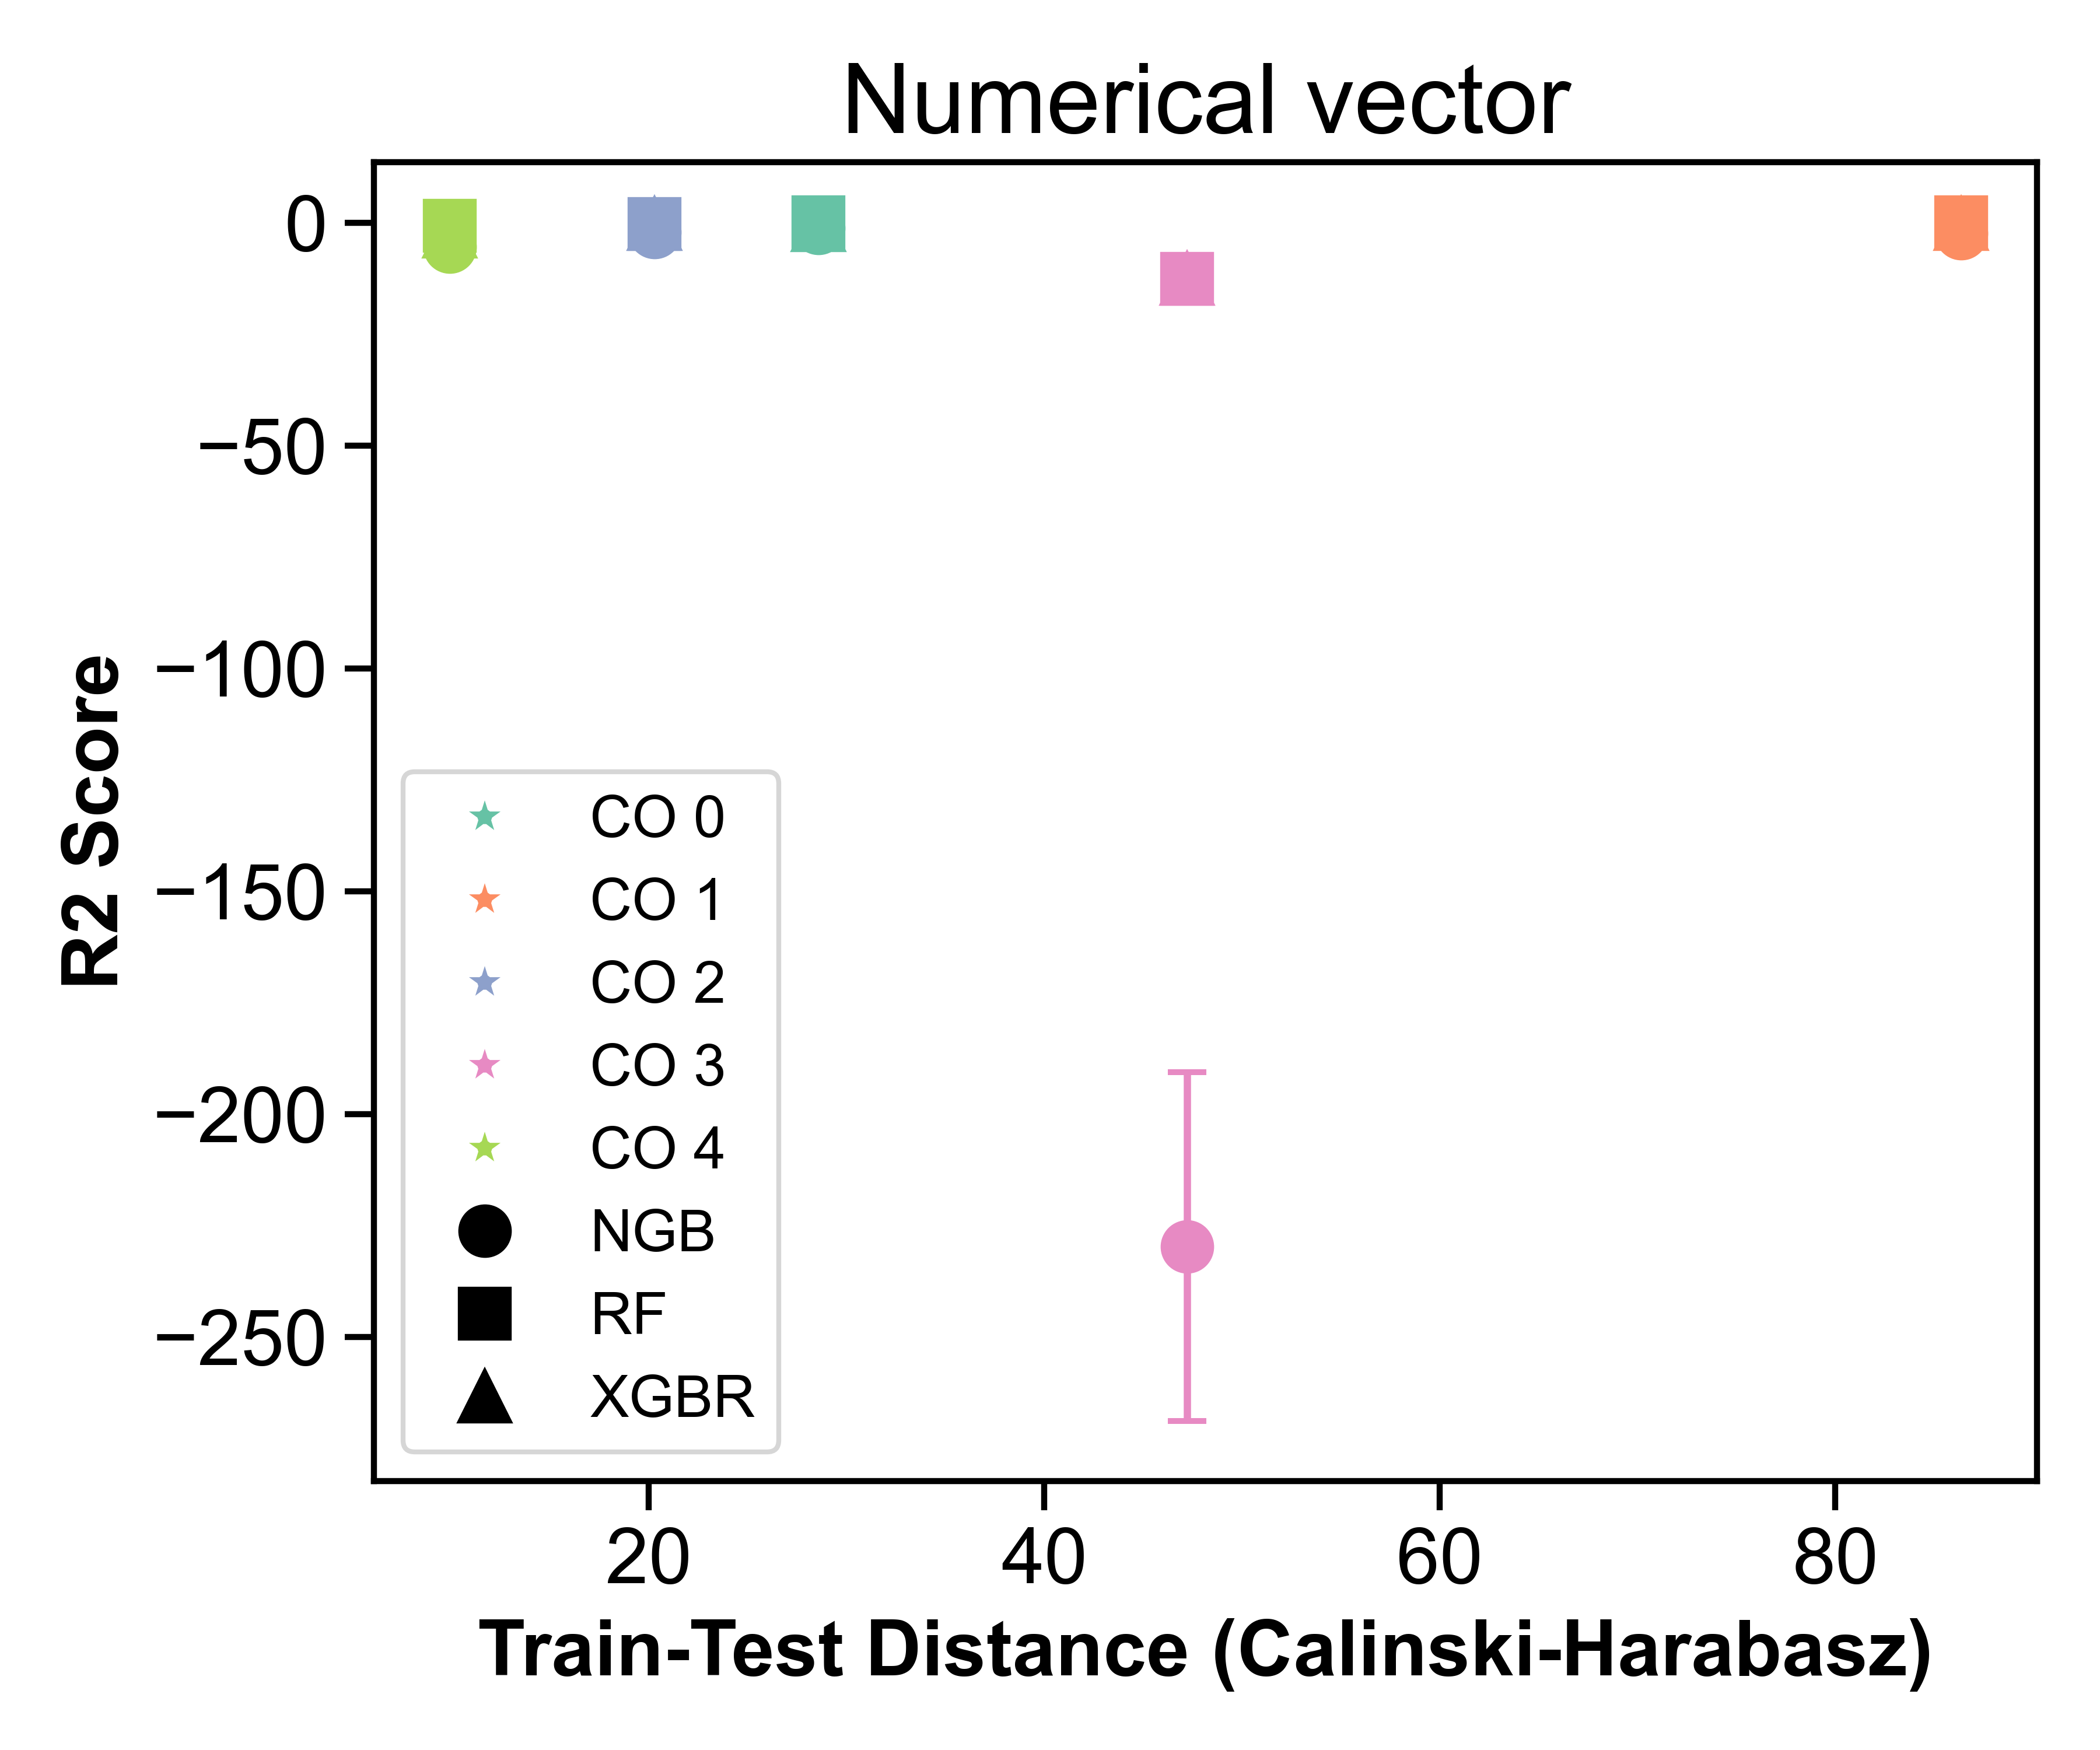 Numerical vector
0
−50
−100
−150
−200
−250
R2 Score
CO 0
CO 1
CO 2
CO 3
CO 4
NGB
RF
XGBR
20 40 60 80
Train-Test Distance (Calinski-Harabasz)